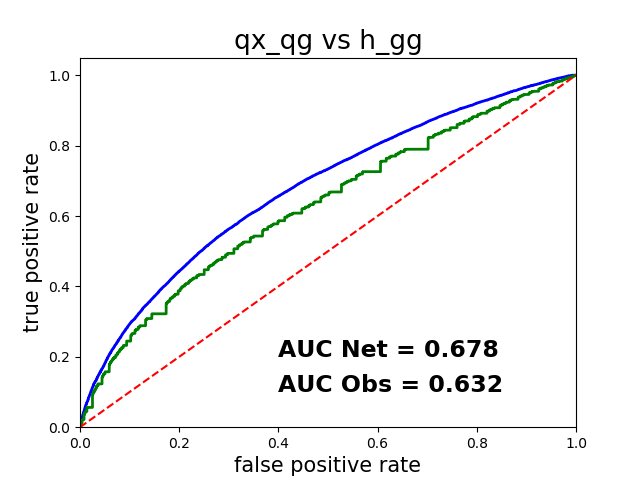 qx_qg vs h_gg
true positive rate
1.0
0.8
0.6
0.4
0.2
0.0
AUC Net = 0.678
AUC Obs = 0.632
0.0 0.2 0.4 0.6 0.8 1.0
false positive rate